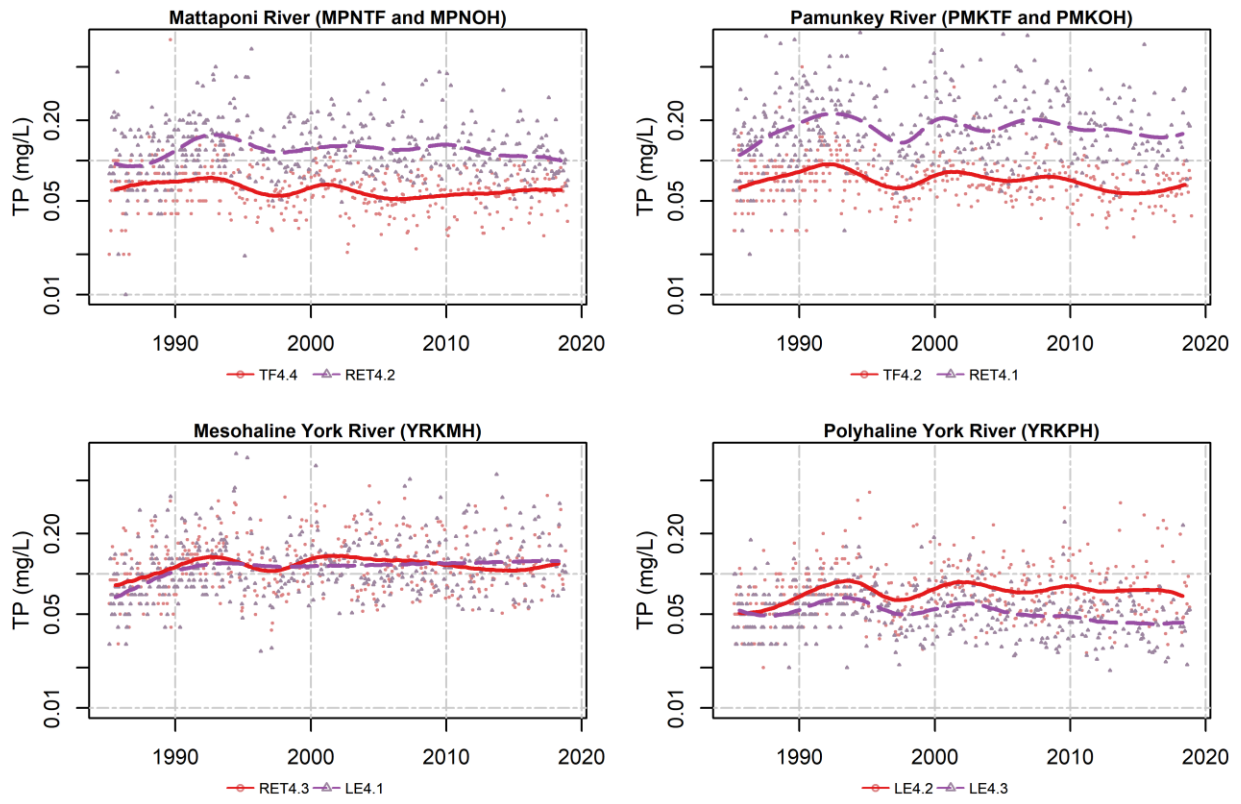 Mattaponi River (MPNTF and MPNOH)
TP (mg/L)
0.20
0.05
0.01
1990 2000 2010 2020
TF4.4 RET4.2
Pamunkey River (PMKTF and PMKOH)
TP (mg/L)
0.20
0.05
0.01
1990 2000 2010 2020
TF4.2 RET4.1
Mesohaline York River (YRKMH)
TP (mg/L)
0.20
0.05
0.01
1990 2000 2010 2020
RET4.3 LE4.1
Polyhaline York River (YRKPH)
TP (mg/L)
0.20
0.05
0.01
1990 2000 2010 2020
LE4.2 LE4.3